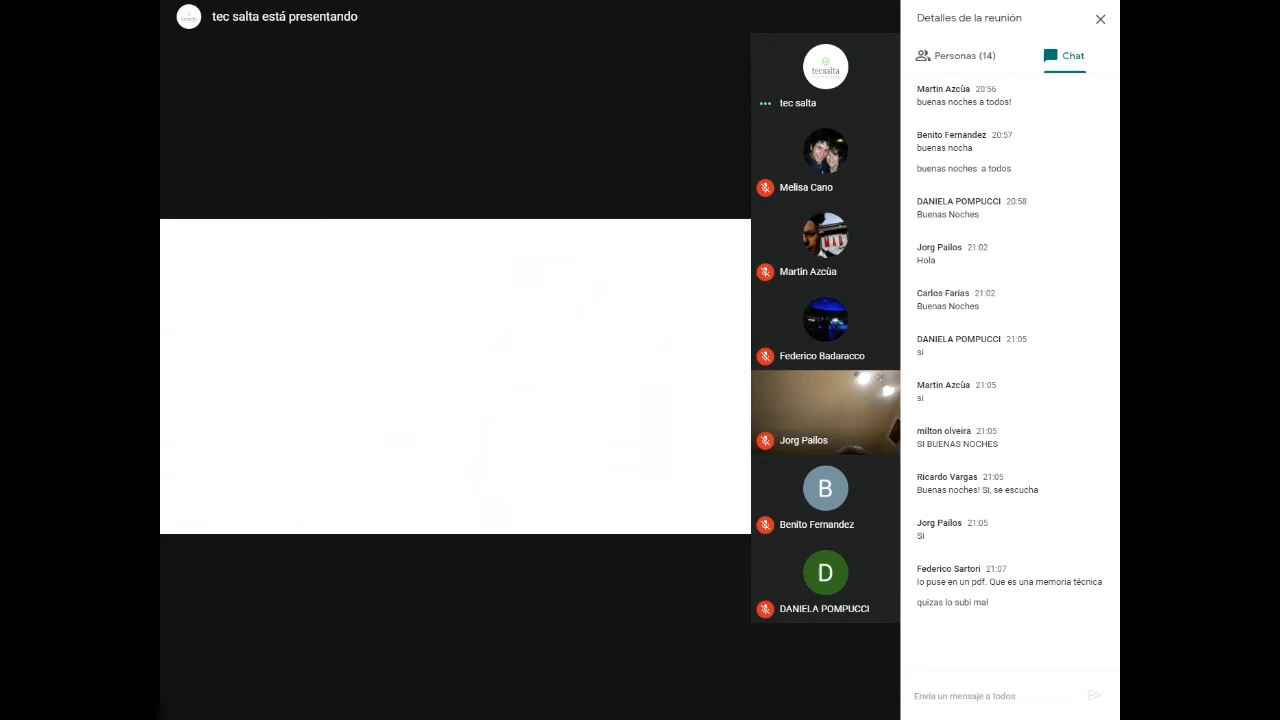 tec salta está presentando
tecsalta
tec salta
Melisa Cano
Martin Azcùa
Federico Badaracco
Jorg Pailos
B
Benito Fernandez
D
DANIELA POMPUCCI
Detalles de la reunión
Personas (14)
Chat
Martin Azcùa 20:56
buenas noches a todos!
Benito Fernandez 20:57
buenas nocha
buenas noches a todos
DANIELA POMPUCCI 20:58
Buenas Noches
Jorg Pailos 21:02
Hola
Carlos Farias 21:02
Buenas Noches
DANIELA POMPUCCI 21:05
si
Martin Azcùa 21:05
si
milton olveira 21:05
SI BUENAS NOCHES
Ricardo Vargas 21:05
Buenas noches! Si, se escucha
Jorg Pailos 21:05
Si
Federico Sartori 21:07
lo puse en un pdf. Que es una memoria técnica
quizas lo subi mal
Envía un mensaje a todos